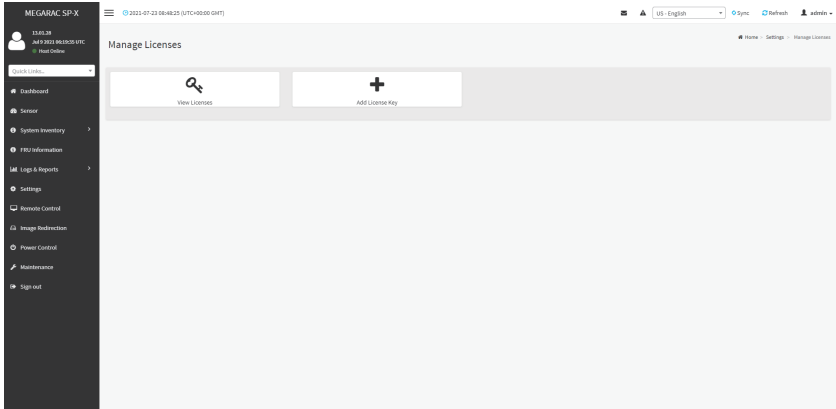 MEGARAC SP-X
2021-07-23 08:48:25 (UTC+00:00 GMT)
US - English
Sync
Refresh
admin
13.01.28
Jul 9 2021 06:19:35 UTC
Host Online
Quick Links...
Dashboard
Sensor
System Inventory
FRU Information
Logs & Reports
Settings
Remote Control
Image Redirection
Power Control
Maintenance
Sign out
Manage Licenses
Home > Settings > Manage Licenses
View Licenses
Add License Key